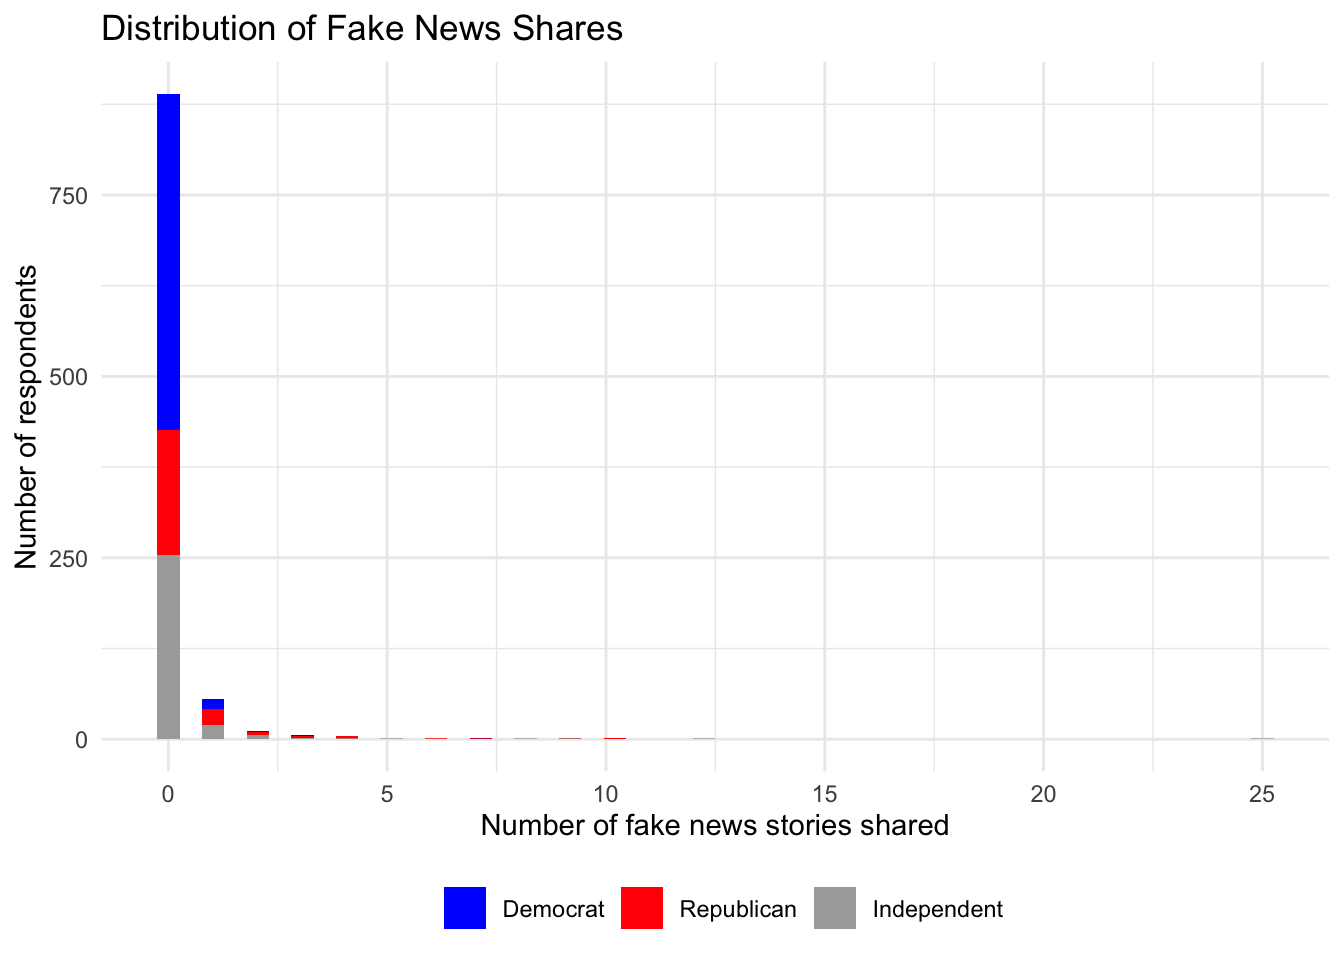 Distribution of Fake News Shares
Number of respondents
750
500
250
0
0 5 10 15 20 25
Number of fake news stories shared
Democrat Republican Independent